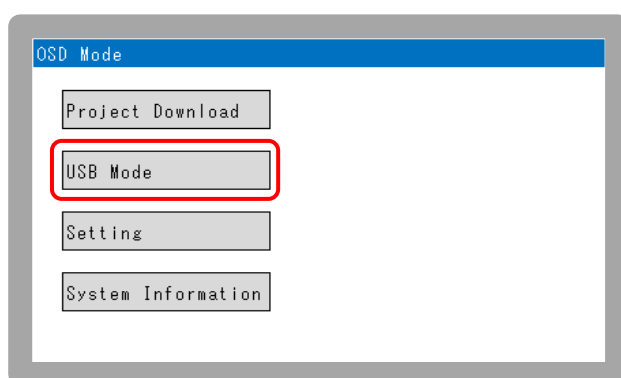 OSD Mode
Project Download
USB Mode
Setting
System Information